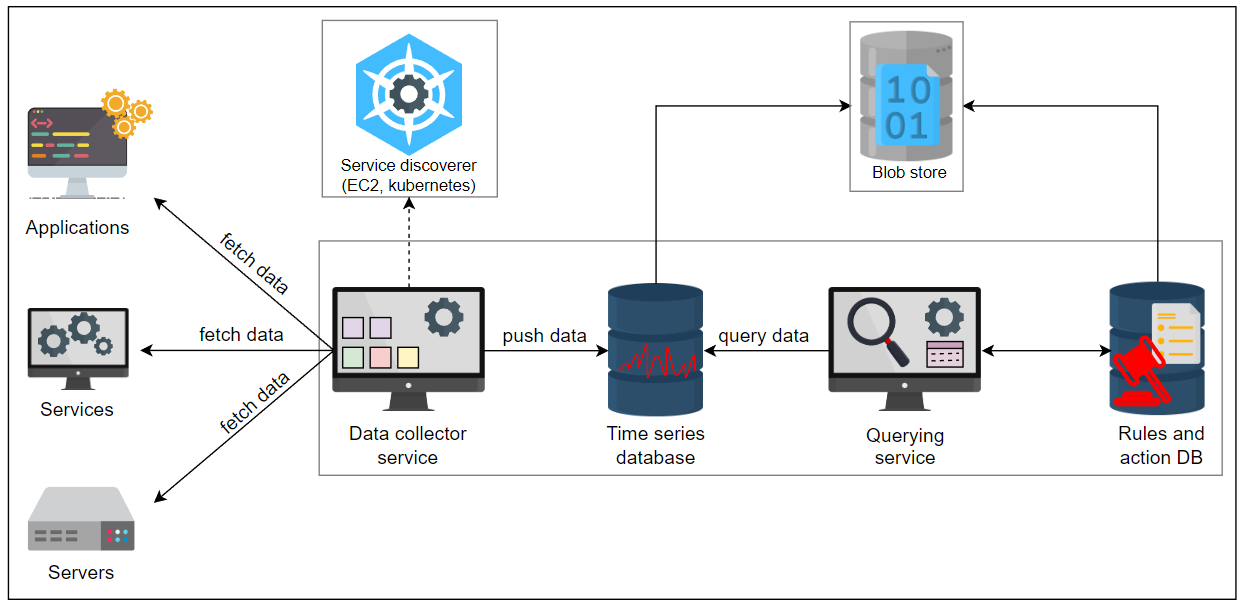 Service discoverer
(EC2, kubernetes)
10
01
Blob store
Applications
fetch data
fetch data
fetch data
push data
query data
Services
Data collector
service
Time series
database
Querying
service
Rules and
action DB
Servers